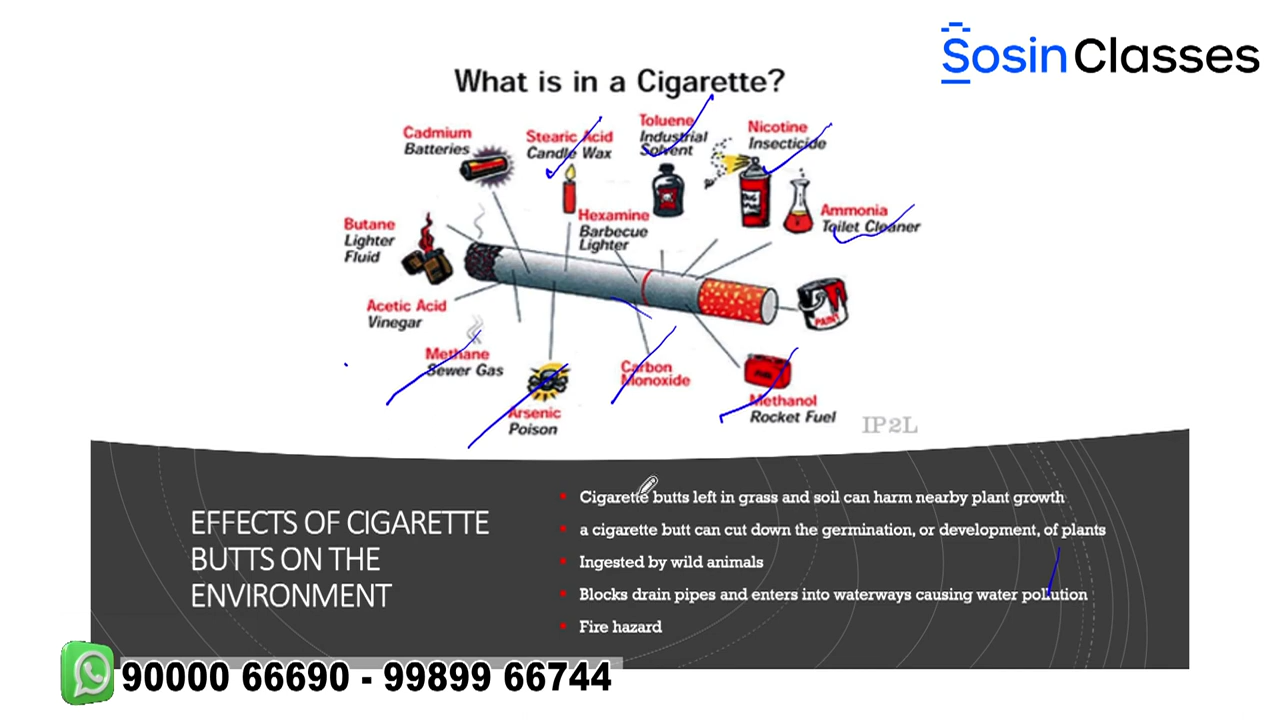 Sosin Classes
What is in a Cigarette?
Cadmium
Batteries
Stearic Acid
Candle Wax
Toluene
Industrial
Solvent
Nicotine
Insecticide
Butane
Lighter
Fluid
Hexamine
Barbecue
Lighter
Ammonia
Toilet Cleaner
Acetic Acid
Vinegar
PAINT
Methane
Sewer Gas
Arsenic
Poison
Carbon
Monoxide
Methanol
Rocket Fuel
IP2L
EFFECTS OF CIGARETTE
BUTTS ON THE
ENVIRONMENT
Cigarette butts left in grass and soil can harm nearby plant growth
a cigarette butt can cut down the germination, or development, of plants
Ingested by wild animals
Blocks drain pipes and enters into waterways causing water pollution
Fire hazard
90000 66690 - 99899 66744